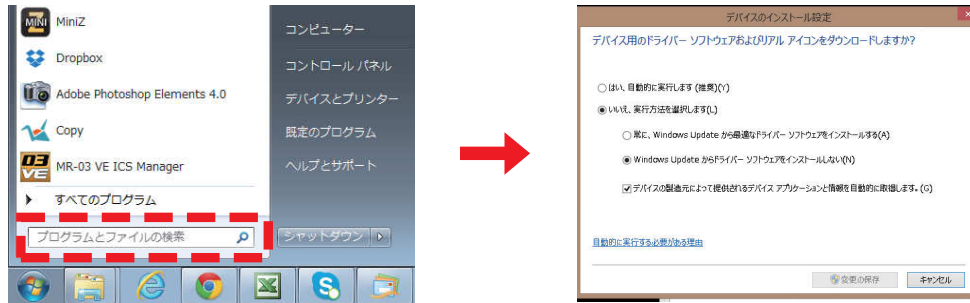 MINI
MiniZ
Dropbox
Adobe Photoshop Elements 4.0
Copy
03
VE
MR-03 VE ICS Manager
すべてのプログラム
プログラムとファイルの検索
コンピューター
コントロール パネル
デバイスとプリンター
既定のプログラム
ヘルプとサポート
シャットダウン
デバイスのインストール設定
デバイス用のドライバー ソフトウェアおよびリアル アイコンをダウンロードしますか?
はい、自動的に実行します (推奨)(Y)
いいえ、実行方法を選択します(L)
常に、Windows Update から最適なドライバー ソフトウェアをインストールする(A)
Windows Update からドライバー ソフトウェアをインストールしない(N)
デバイスの製造元によって提供されるデバイス アプリケーションと情報を自動的に取得します。(G)
自動的に実行する必要がある理由
変更の保存
キャンセル